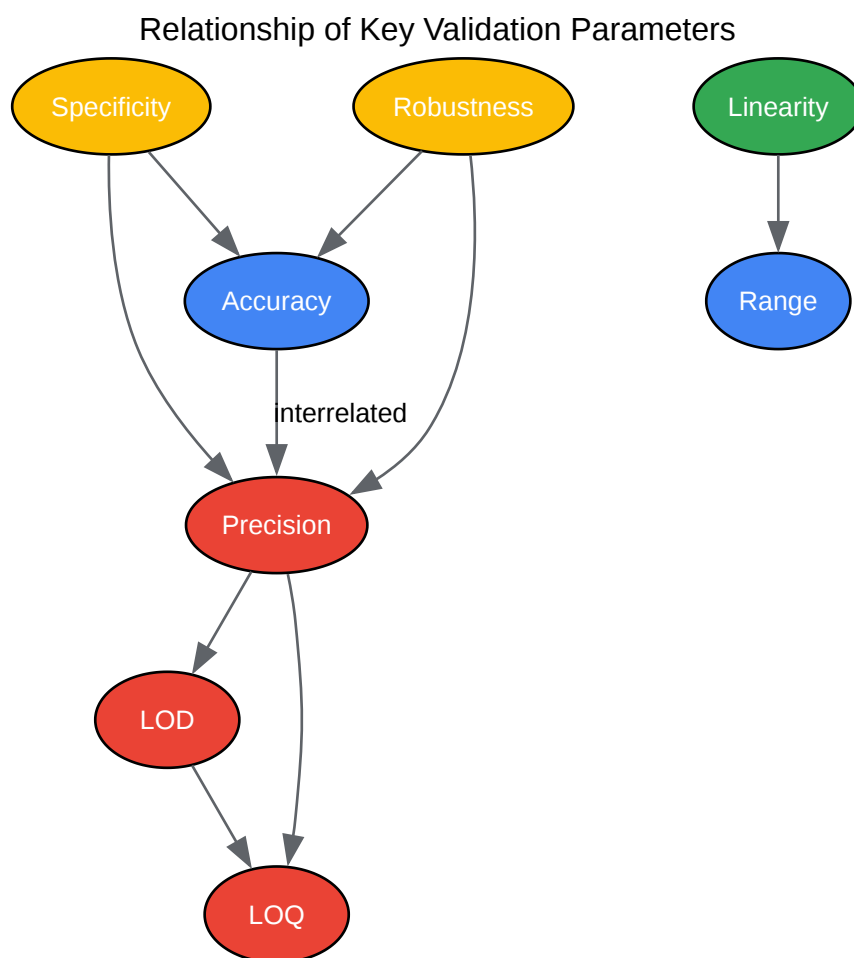 Relationship of Key Validation Parameters
Specificity
Robustness
Linearity
Accuracy
Range
interrelated
Precision
LOD
LOQ